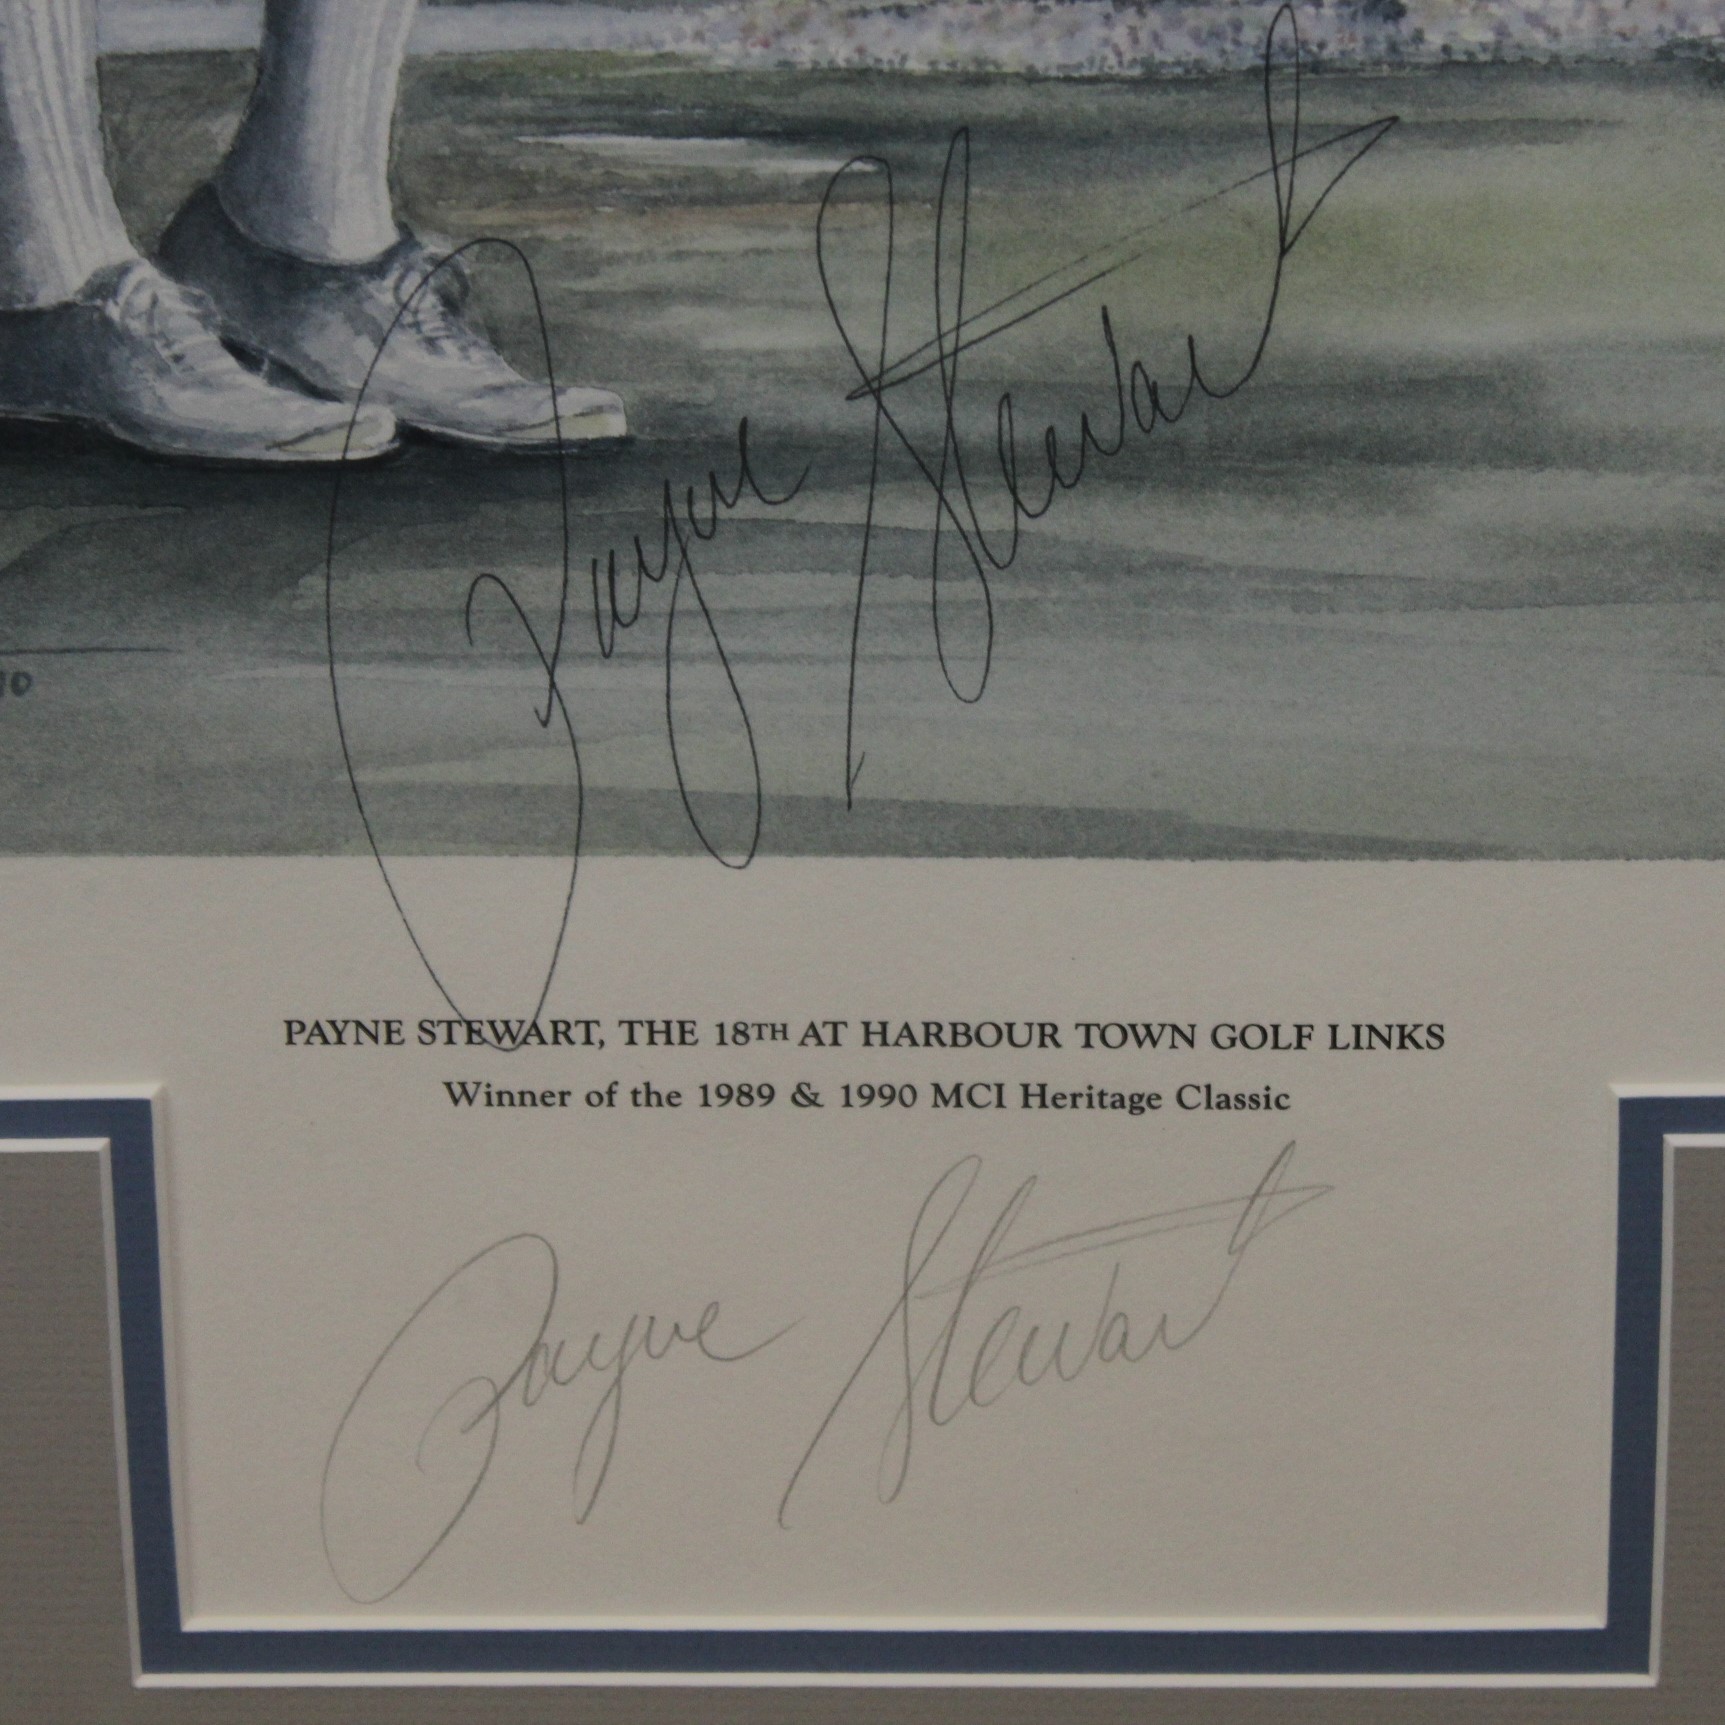 Payne Stewart
10
PAYNE STEWART, THE 18TH AT HARBOUR TOWN GOLF LINKS
Winner of the 1989 & 1990 MCI Heritage Classic
Payne Stewart